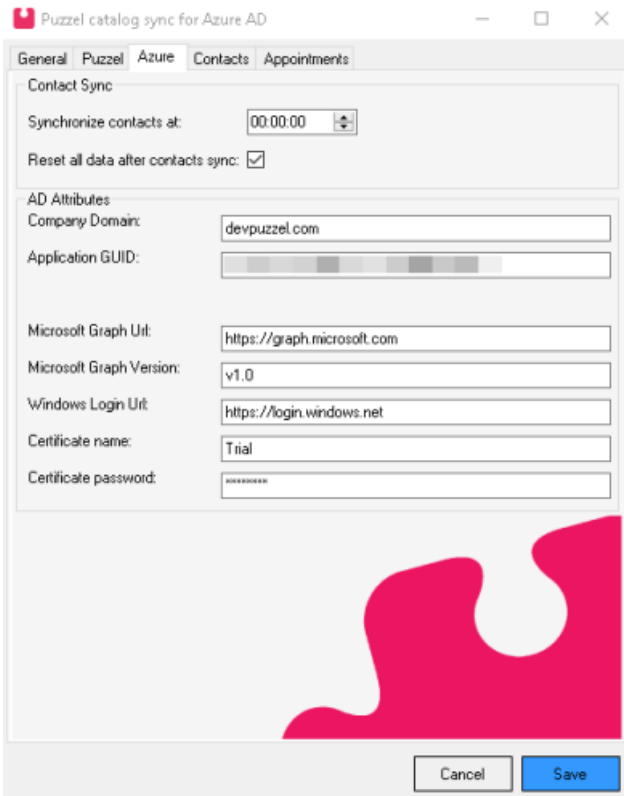 Puzzel catalog sync for Azure AD
General Puzzel Azure Contacts Appointments
Contact Sync
Synchronize contacts at: 00:00:00
Reset all data after contacts sync:
AD Attributes
Company Domain: devpuzzel.com
Application GUID:
Microsoft Graph Url: https://graph.microsoft.com
Microsoft Graph Version: v1.0
Windows Login Url: https://login.windows.net
Certificate name: Trial
Certificate password: ********
Cancel Save